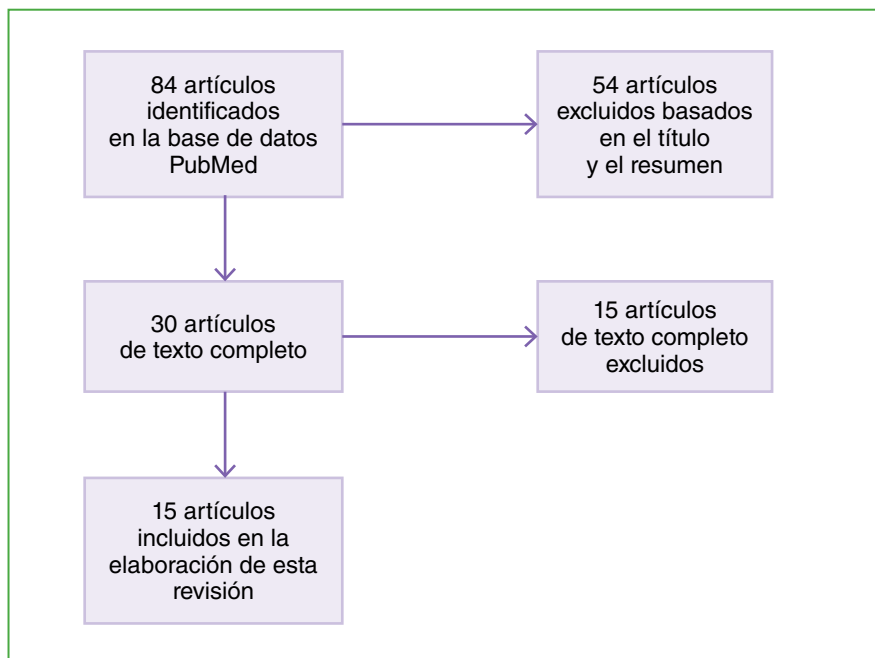 84 artículos
identificados
en la base de datos
PubMed
54 artículos
excluidos basados
en el título
y el resumen
30 artículos
de texto completo
15 artículos
de texto completo
excluidos
15 artículos
incluidos en la
elaboración de esta
revisión